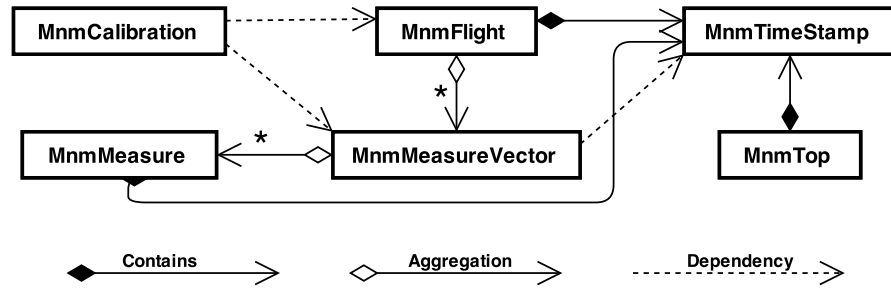 MnmCalibration MnmFlight MnmTimeStamp
*
*
MnmMeasure MnmMeasureVector MnmTop
Contains Aggregation Dependency